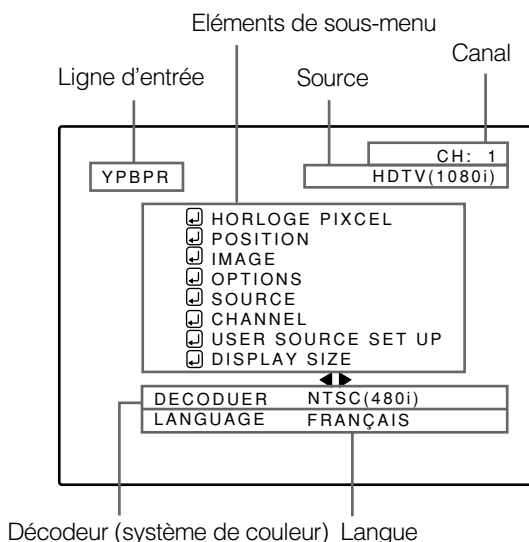 Eléments de sous-menu
Canal
Ligne d'entrée
Source
CH: 1
YPBPR
HDTV(1080i)
HORLOGE PIXCEL
POSITION
IMAGE
OPTIONS
SOURCE
CHANNEL
USER SOURCE SET UP
DISPLAY SIZE
DECODUER NTSC(480i)
LANGUAGE FRANÇAIS
Décodeur (système de couleur) Langue